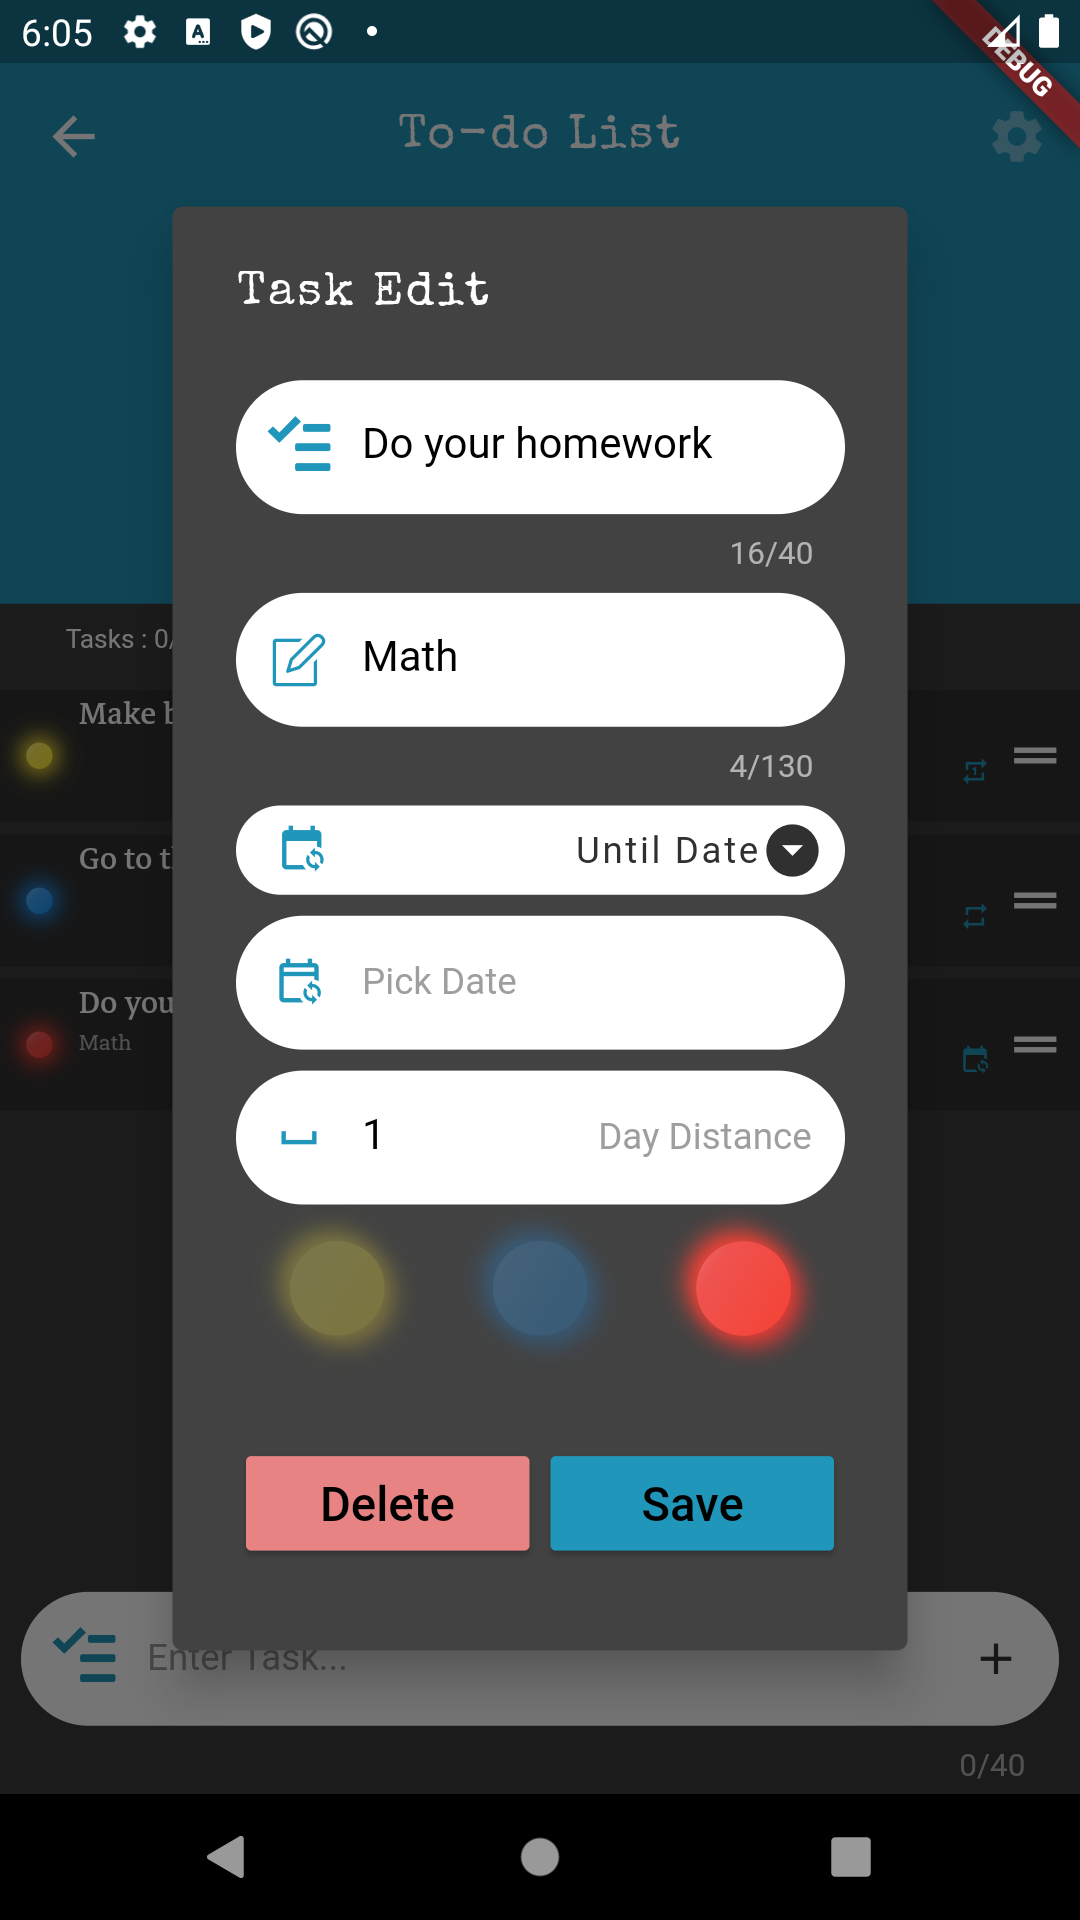 6:05
DEBUG
To-do List
Task Edit
Do your homework
16/40
Tasks : 0/
Math
Make b
4/130
Until Date
Go to t
Pick Date
Do you
Math
1 Day Distance
Delete Save
Enter Task...
0/40